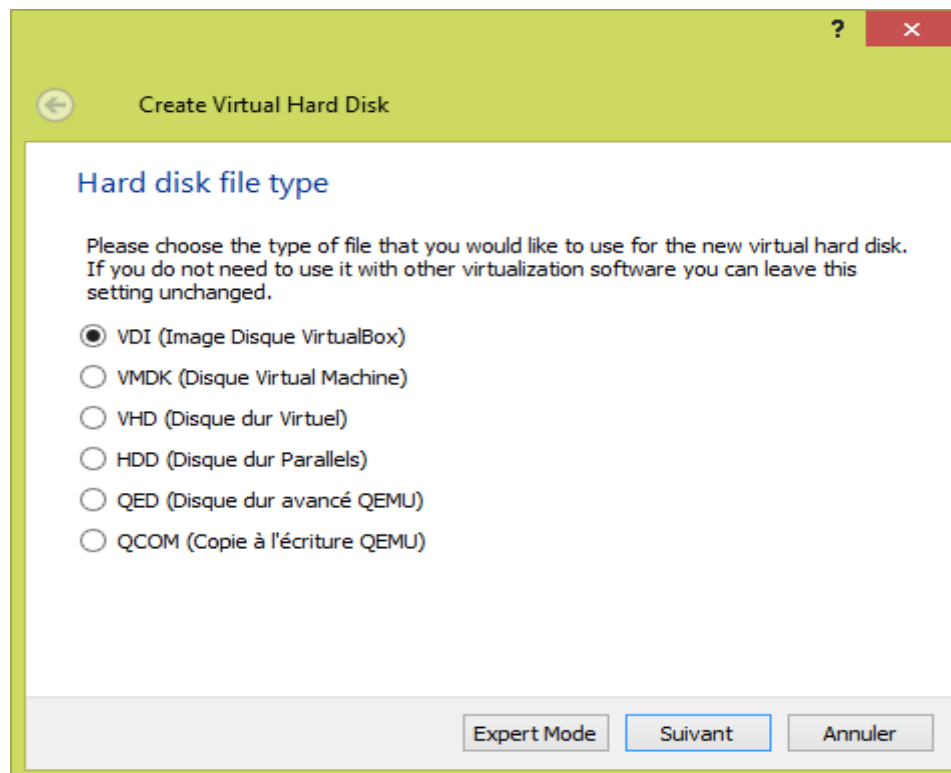 ?
Create Virtual Hard Disk
Hard disk file type
Please choose the type of file that you would like to use for the new virtual hard disk.
If you do not need to use it with other virtualization software you can leave this
setting unchanged.
VDI (Image Disque VirtualBox)
VMDK (Disque Virtual Machine)
VHD (Disque dur Virtuel)
HDD (Disque dur Parallels)
QED (Disque dur avancé QEMU)
QCOM (Copie à l'écriture QEMU)
Expert Mode Suivant Annuler